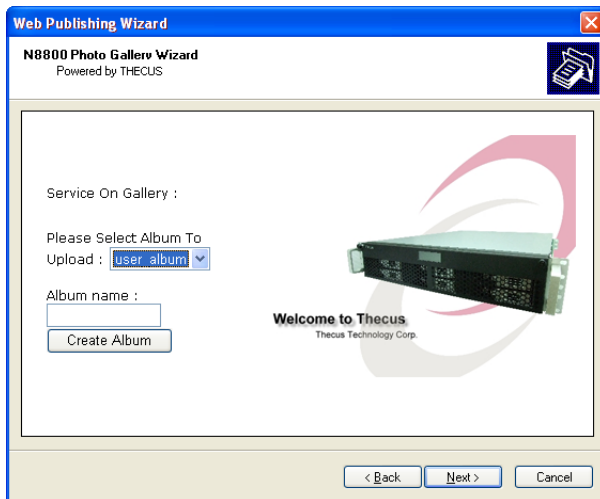 Web Publishing Wizard
N8800 Photo Gallery Wizard
Powered by THECUS
Service On Gallery :
Please Select Album To
Upload : user_album
Album name :
Create Album
Welcome to Thecus
Thecus Technology Corp.
< Back
Next >
Cancel